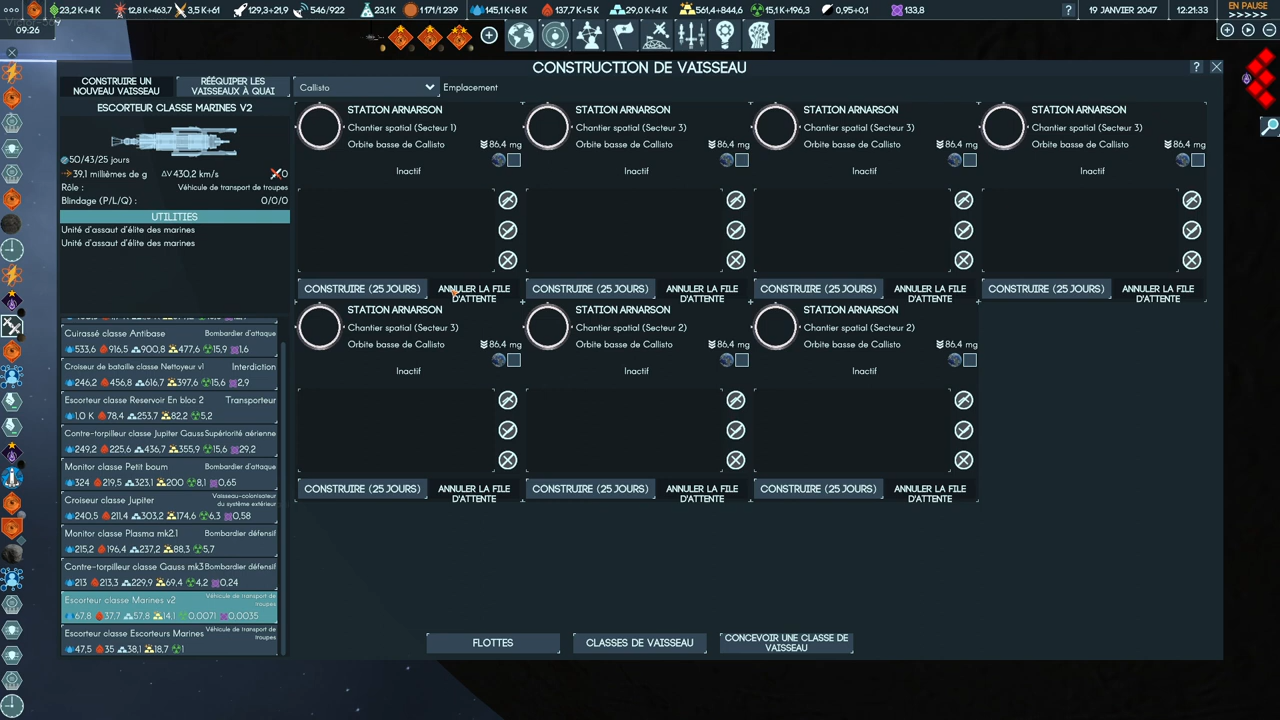 23,2 K+4 K
12,8 K+463,7
3,5 K+61
129,3+21,9
546/922
23,1K
1171/1 239
145,1K+8 K
137,7 K+5 K
29,0 K+4 K
561,4+844,6
15,1 K+196,3
0,95+0,1
133,8
?
19 JANVIER 2047
12:21:33
EN PAUSE
>>>>>
09:26
CONSTRUCTION DE VAISSEAU
?
CONSTRUIRE UN
NOUVEAU VAISSEAU
RÉÉQUIPER LES
VAISSEAUX À QUAI
Callisto
Emplacement
ESCORTEUR CLASSE MARINES V2
50/43/25 jours
39,1 millièmes de g
ΔV 430,2 km/s
0
Rôle :
Véhicule de transport de troupes
Blindage (P/L/Q) :
0/0/0
UTILITIES
Unité d'assaut d'élite des marines
Unité d'assaut d'élite des marines
Cuirassé classe Antibase
Bombardier d'attaque
533,6 916,5 900,8 477,6 15,9 1,6
Croiseur de bataille classe Nettoyeur v1
Interdiction
246,2 456,8 616,7 397,6 15,6 2,9
Escorteur classe Reservoir En bloc 2
Transporteur
1,0 K 78,4 253,7 82,2 5,2
Contre-torpilleur classe Jupiter Gauss
Supériorité aérienne
249,2 225,6 436,7 355,9 15,6 29,2
Monitor classe Petit boum
Bombardier d'attaque
324 219,5 323,1 200 8,1 0,65
Croiseur classe Jupiter
Vaisseau-colonisateur
du système extérieur
240,5 211,4 303,2 174,6 6,3 0,58
Monitor classe Plasma mk2.1
Bombardier défensif
215,2 196,4 237,2 88,3 5,7
Contre-torpilleur classe Gauss mk3
Bombardier défensif
213 213,3 229,9 69,4 4,2 0,24
Escorteur classe Marines v2
Véhicule de transport de
troupes
67,8 37,7 57,8 14,1 0,0071 0,0035
Escorteur classe Escorteurs Marines
Véhicule de transport de
troupes
47,5 35 38,1 18,7 1
STATION ARNARSON
Chantier spatial (Secteur 1)
Orbite basse de Callisto
86,4 mg
Inactif
CONSTRUIRE (25 JOURS)
ANNULER LA FILE
D'ATTENTE
STATION ARNARSON
Chantier spatial (Secteur 3)
Orbite basse de Callisto
86,4 mg
Inactif
CONSTRUIRE (25 JOURS)
ANNULER LA FILE
D'ATTENTE
STATION ARNARSON
Chantier spatial (Secteur 3)
Orbite basse de Callisto
86,4 mg
Inactif
CONSTRUIRE (25 JOURS)
ANNULER LA FILE
D'ATTENTE
STATION ARNARSON
Chantier spatial (Secteur 3)
Orbite basse de Callisto
86,4 mg
Inactif
CONSTRUIRE (25 JOURS)
ANNULER LA FILE
D'ATTENTE
STATION ARNARSON
Chantier spatial (Secteur 3)
Orbite basse de Callisto
86,4 mg
Inactif
CONSTRUIRE (25 JOURS)
ANNULER LA FILE
D'ATTENTE
STATION ARNARSON
Chantier spatial (Secteur 2)
Orbite basse de Callisto
86,4 mg
Inactif
CONSTRUIRE (25 JOURS)
ANNULER LA FILE
D'ATTENTE
STATION ARNARSON
Chantier spatial (Secteur 2)
Orbite basse de Callisto
86,4 mg
Inactif
CONSTRUIRE (25 JOURS)
ANNULER LA FILE
D'ATTENTE
FLOTTES
CLASSES DE VAISSEAU
CONCEVOIR UNE CLASSE DE
VAISSEAU